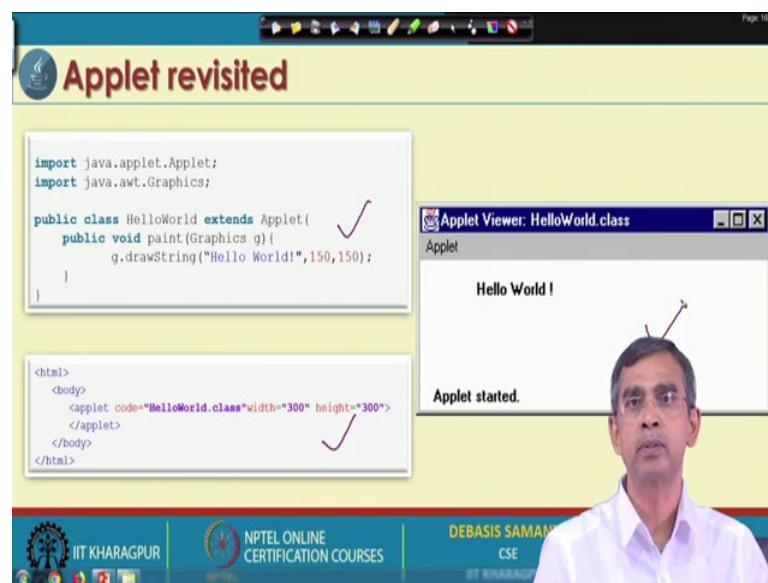 Page: 16
Applet revisited
import java.applet.Applet;
import java.awt.Graphics;
public class HelloWorld extends Applet{
public void paint(Graphics g){
g.drawString("Hello World!",150,150);
}
}
Applet Viewer: HelloWorld.class
Applet
Hello World !
Applet started.
<html>
<body>
<applet code="HelloWorld.class"width="300" height="300">
</applet>
</body>
</html>
IIT KHARAGPUR
NPTEL ONLINE
CERTIFICATION COURSES
DEBASIS
CSE